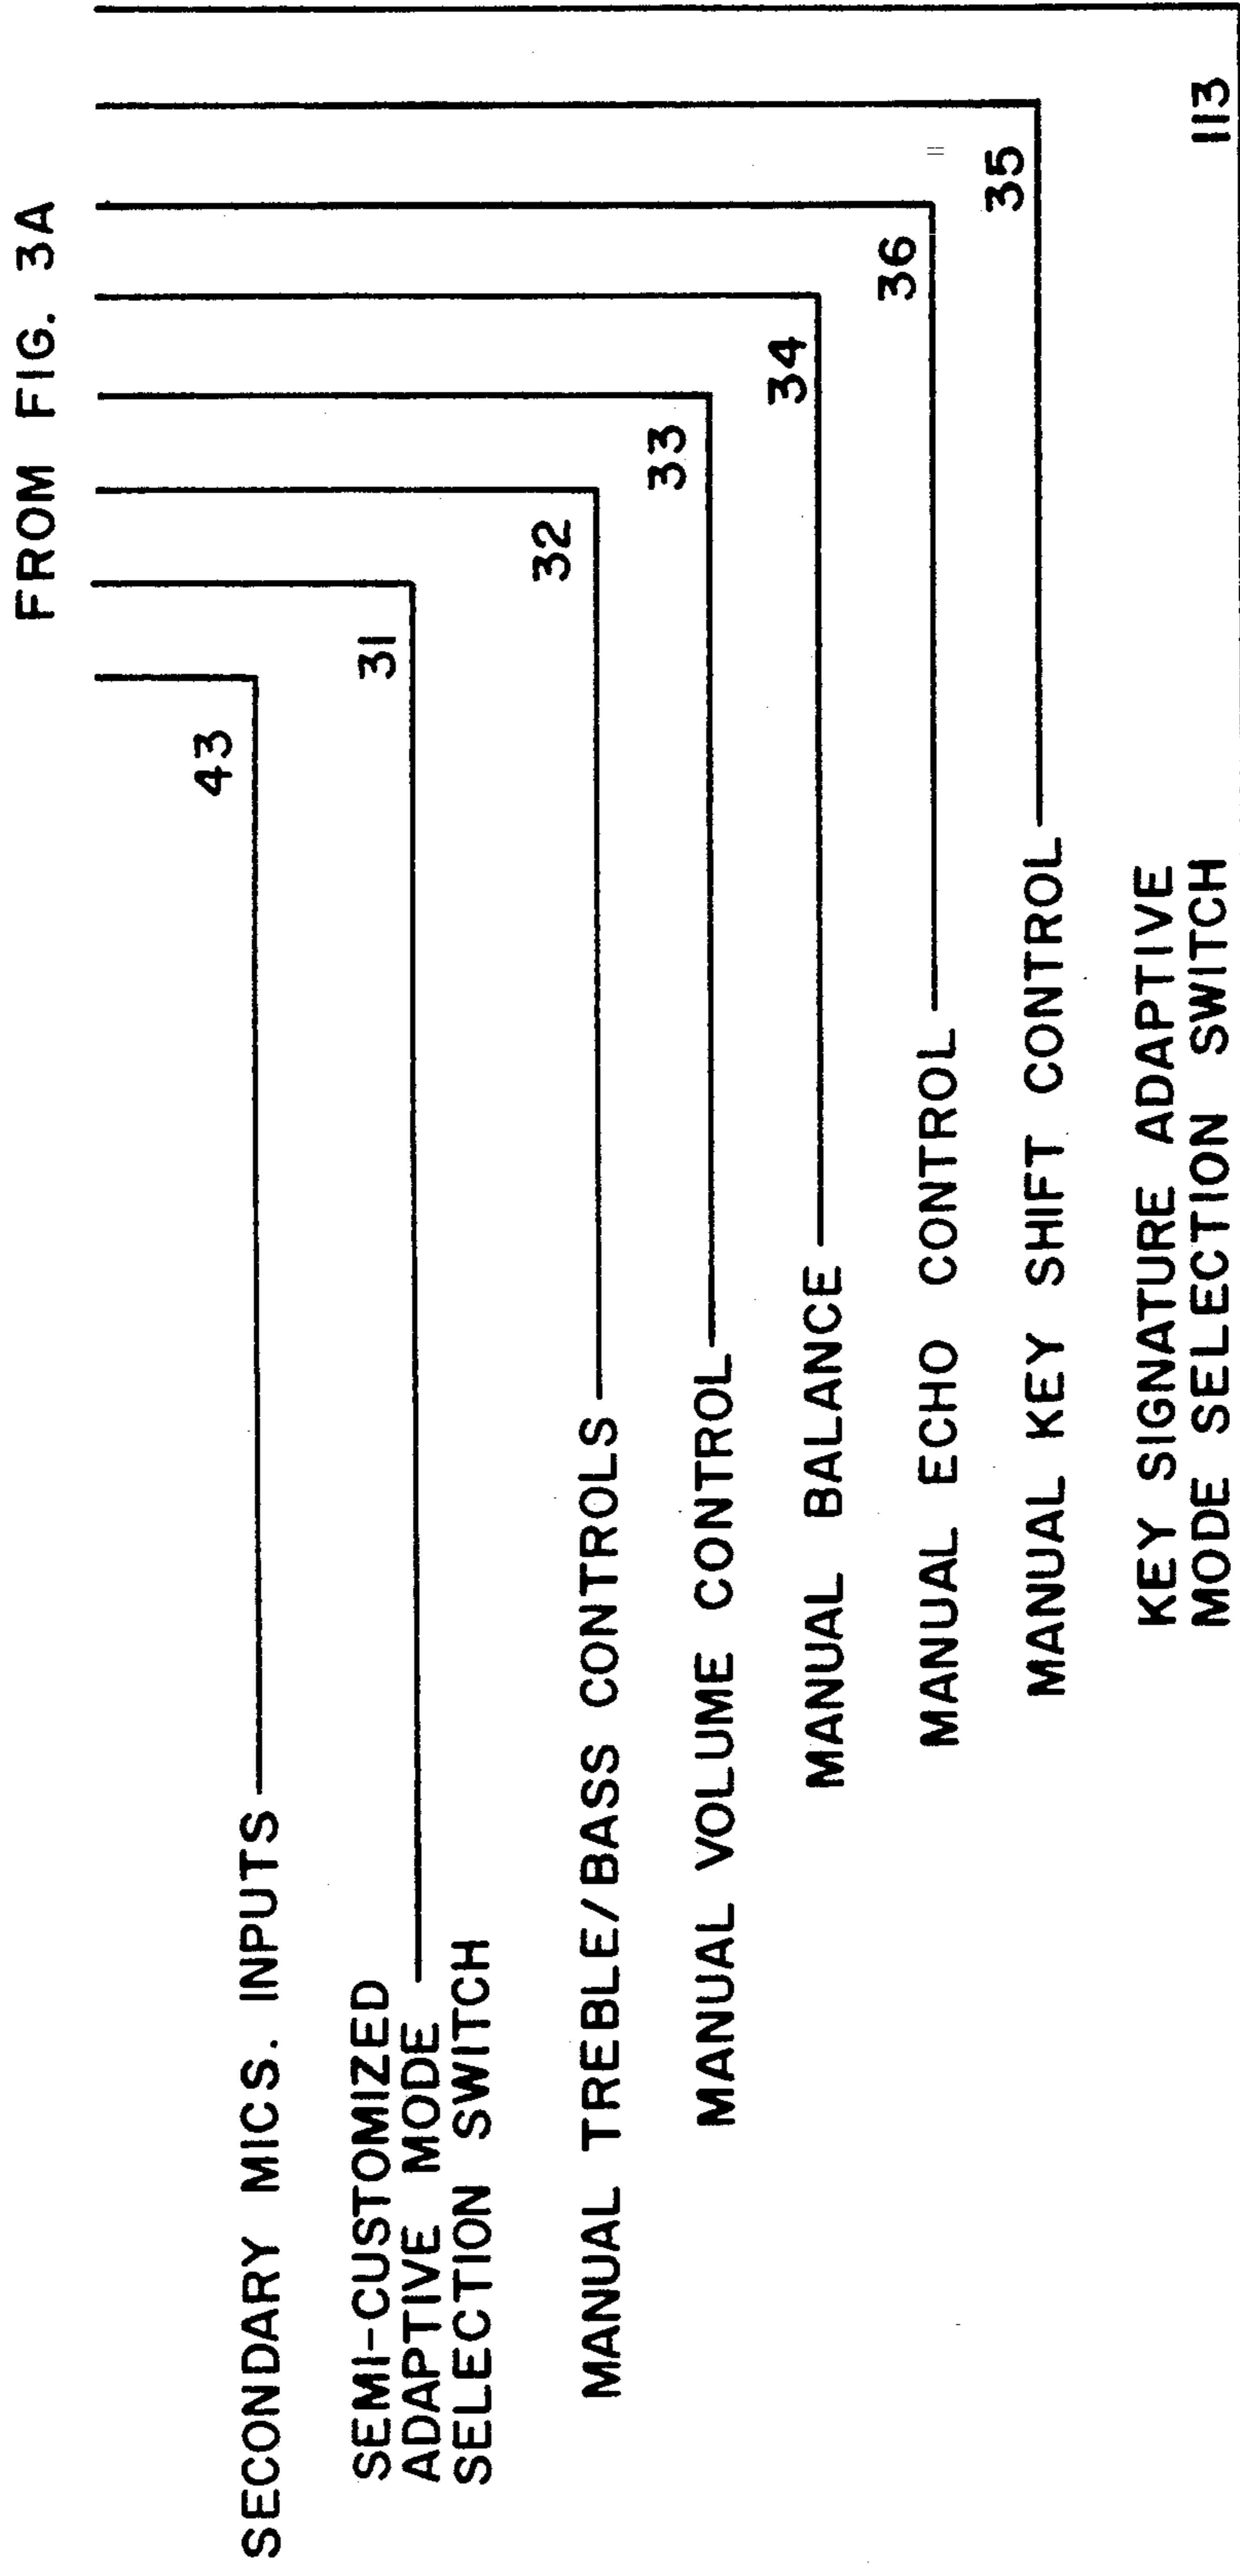 FROM FIG. 3A
43
SECONDARY MICS. INPUTS
31
SEMI-CUSTOMIZED
ADAPTIVE MODE
SELECTION SWITCH
32
MANUAL TREBLE/BASS CONTROLS
33
MANUAL VOLUME CONTROL
34
MANUAL BALANCE
36
MANUAL ECHO CONTROL
35
MANUAL KEY SHIFT CONTROL
KEY SIGNATURE ADAPTIVE
MODE SELECTION SWITCH
113